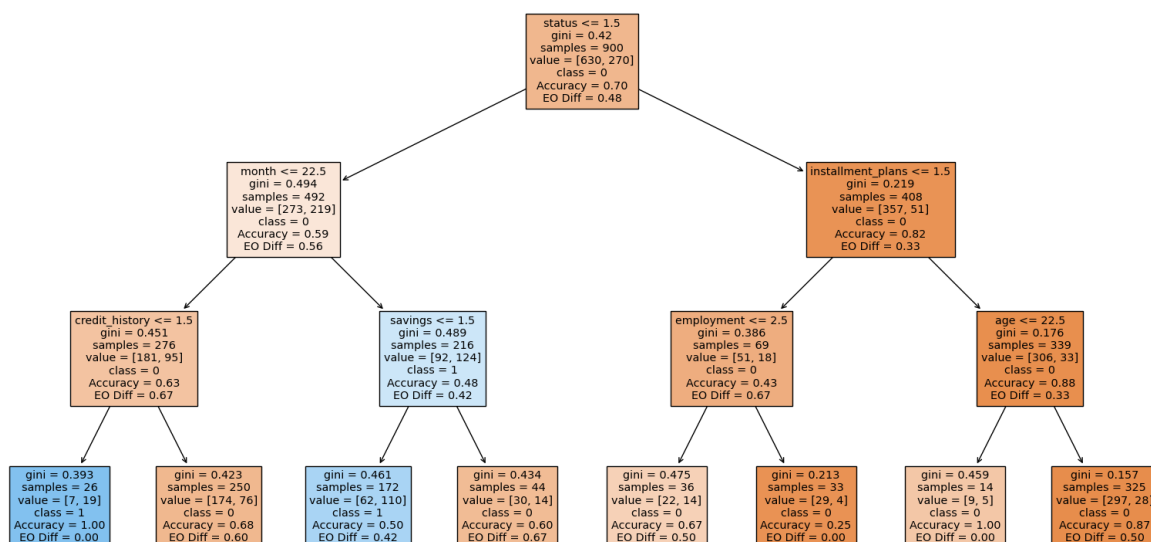 status <= 1.5
gini = 0.42
samples = 900
value = [630, 270]
class = 0
Accuracy = 0.70
EO Diff = 0.48
month <= 22.5
gini = 0.494
samples = 492
value = [273, 219]
class = 0
Accuracy = 0.59
EO Diff = 0.56
installment_plans <= 1.5
gini = 0.219
samples = 408
value = [357, 51]
class = 0
Accuracy = 0.82
EO Diff = 0.33
credit_history <= 1.5
gini = 0.451
samples = 276
value = [181, 95]
class = 0
Accuracy = 0.63
EO Diff = 0.67
savings <= 1.5
gini = 0.489
samples = 216
value = [92, 124]
class = 1
Accuracy = 0.48
EO Diff = 0.42
employment <= 2.5
gini = 0.386
samples = 69
value = [51, 18]
class = 0
Accuracy = 0.43
EO Diff = 0.67
age <= 22.5
gini = 0.176
samples = 339
value = [306, 33]
class = 0
Accuracy = 0.88
EO Diff = 0.33
gini = 0.393
samples = 26
value = [7, 19]
class = 1
Accuracy = 1.00
EO Diff = 0.00
gini = 0.423
samples = 250
value = [174, 76]
class = 0
Accuracy = 0.68
EO Diff = 0.60
gini = 0.461
samples = 172
value = [62, 110]
class = 1
Accuracy = 0.50
EO Diff = 0.42
gini = 0.434
samples = 44
value = [30, 14]
class = 0
Accuracy = 0.60
EO Diff = 0.67
gini = 0.475
samples = 36
value = [22, 14]
class = 0
Accuracy = 0.67
EO Diff = 0.50
gini = 0.213
samples = 33
value = [29, 4]
class = 0
Accuracy = 0.25
EO Diff = 0.00
gini = 0.459
samples = 14
value = [9, 5]
class = 0
Accuracy = 1.00
EO Diff = 0.00
gini = 0.157
samples = 325
value = [297, 28]
class = 0
Accuracy = 0.87
EO Diff = 0.50